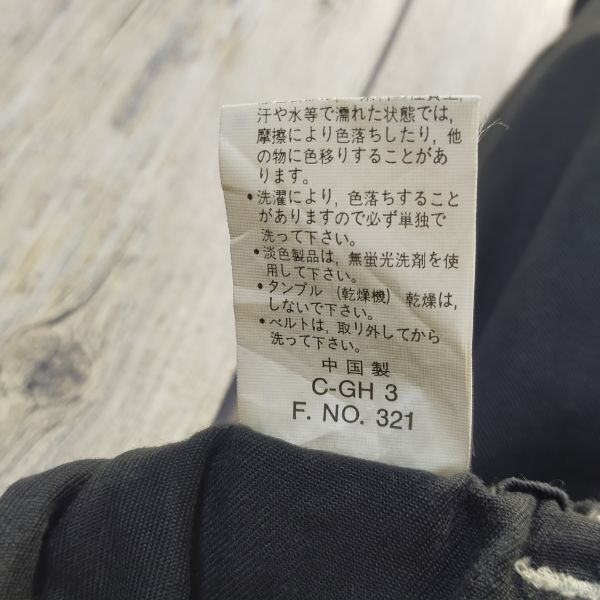 汗や水等で濡れた状態では,
摩擦により色落ちしたり, 他
の物に色移りすることがあ
ります。
•洗濯により, 色落ちすること
がありますので必ず単独で
洗って下さい。
•淡色製品は, 無蛍光洗剤を使
用して下さい。
•タンブル (乾燥機) 乾燥は,
しないで下さい。
•ベルトは, 取り外してから
洗って下さい。
中国製
C-GH 3
F. NO. 321